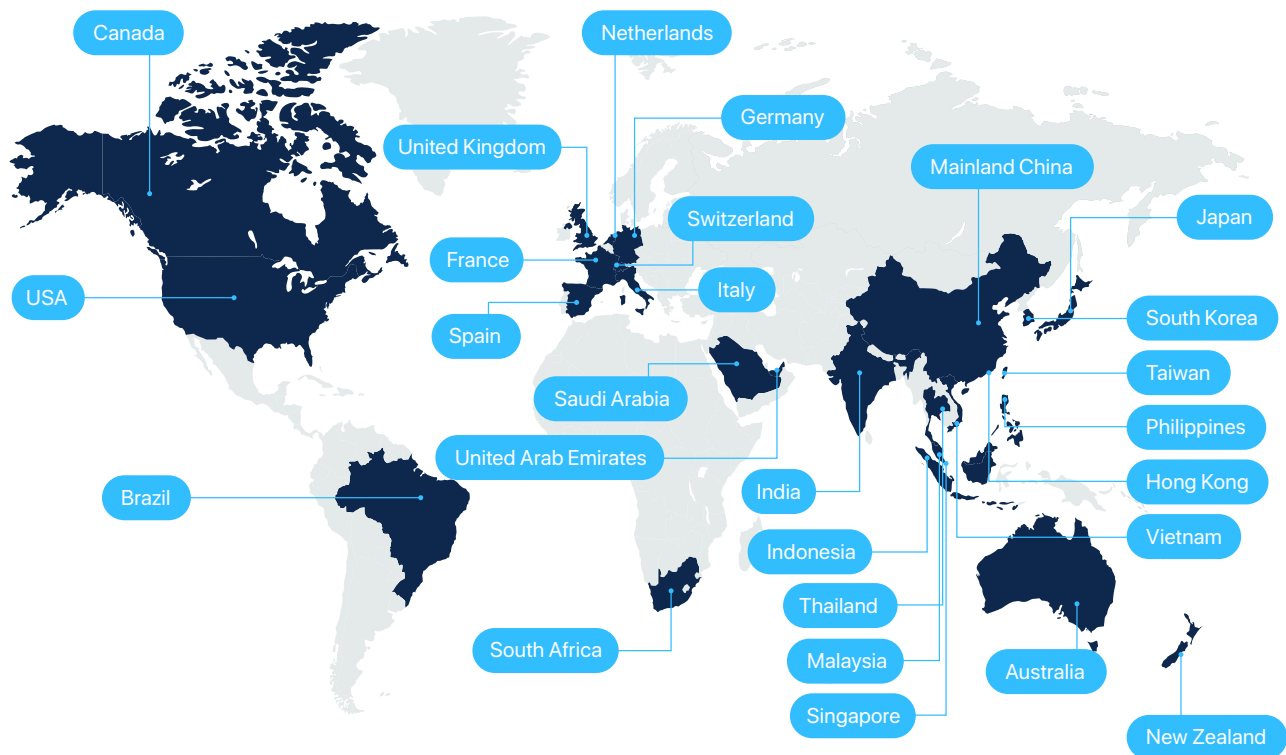 Canada
Netherlands
Germany
United Kingdom
Mainland China
Switzerland
Japan
France
USA
Italy
South Korea
Spain
Taiwan
Saudi Arabia
Philippines
United Arab Emirates
Hong Kong
India
Brazil
Vietnam
Indonesia
Thailand
South Africa
Malaysia
Australia
Singapore
New Zealand